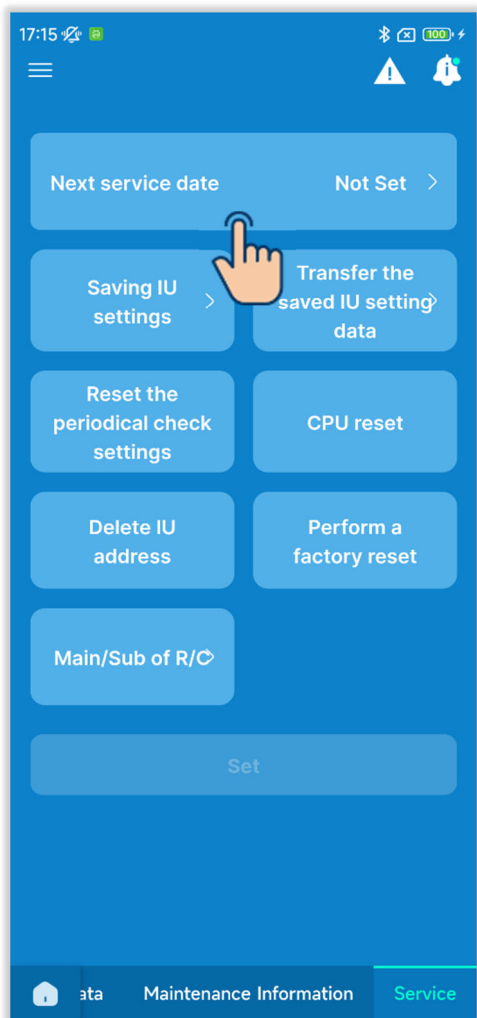 17:15
100
Next service date
Not Set
Saving IU
settings
Transfer the
saved IU setting
data
Reset the
periodical check
settings
CPU reset
Delete IU
address
Perform a
factory reset
Main/Sub of R/C
Set
ata
Maintenance Information
Service